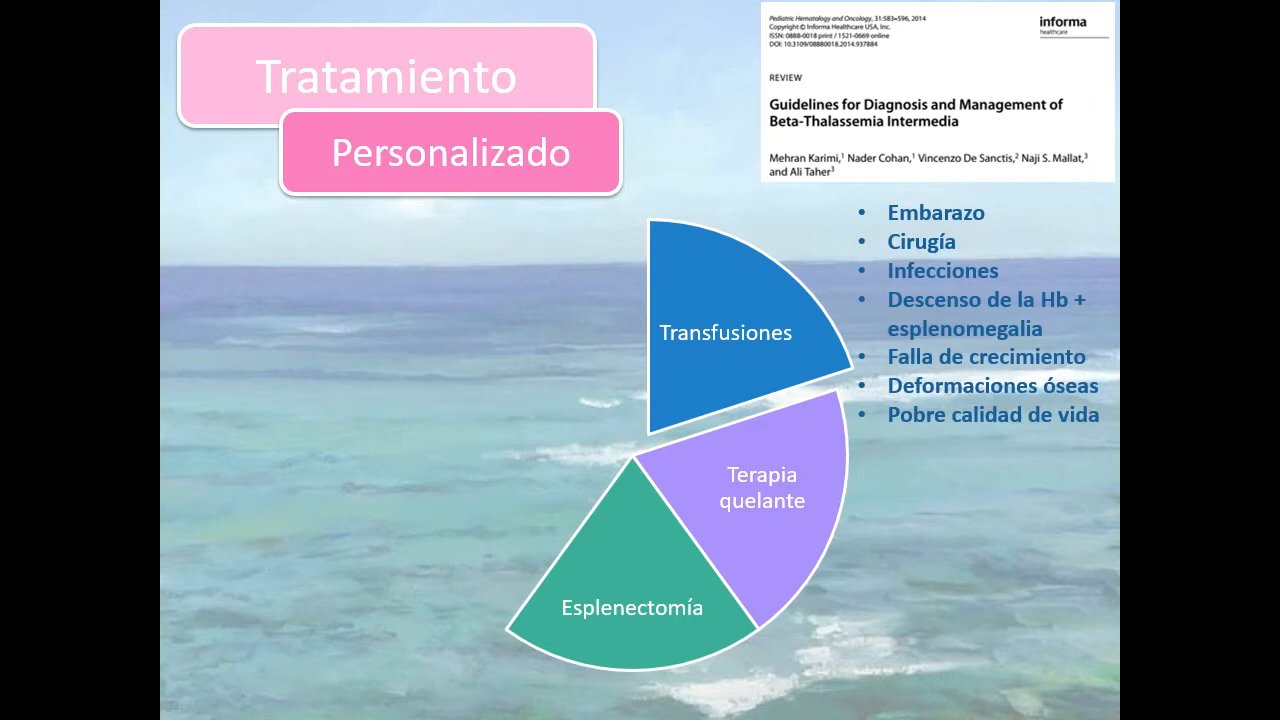 Tratamiento
Personalizado
Pediatric Hematology and Oncology, 31:583–596, 2014
Copyright © Informa Healthcare USA, Inc.
ISSN: 0888-0018 print / 1521-0669 online
DOI: 10.3109/08880018.2014.937884
informa
healthcare
REVIEW
Guidelines for Diagnosis and Management of
Beta-Thalassemia Intermedia
Mehran Karimi,¹ Nader Cohan,¹ Vincenzo De Sanctis,² Naji S. Mallat,³
and Ali Taher³
• Embarazo
• Cirugía
• Infecciones
• Descenso de la Hb +
esplenomegalia
• Falla de crecimiento
• Deformaciones óseas
• Pobre calidad de vida
Transfusiones
Terapia
quelante
Esplenectomía